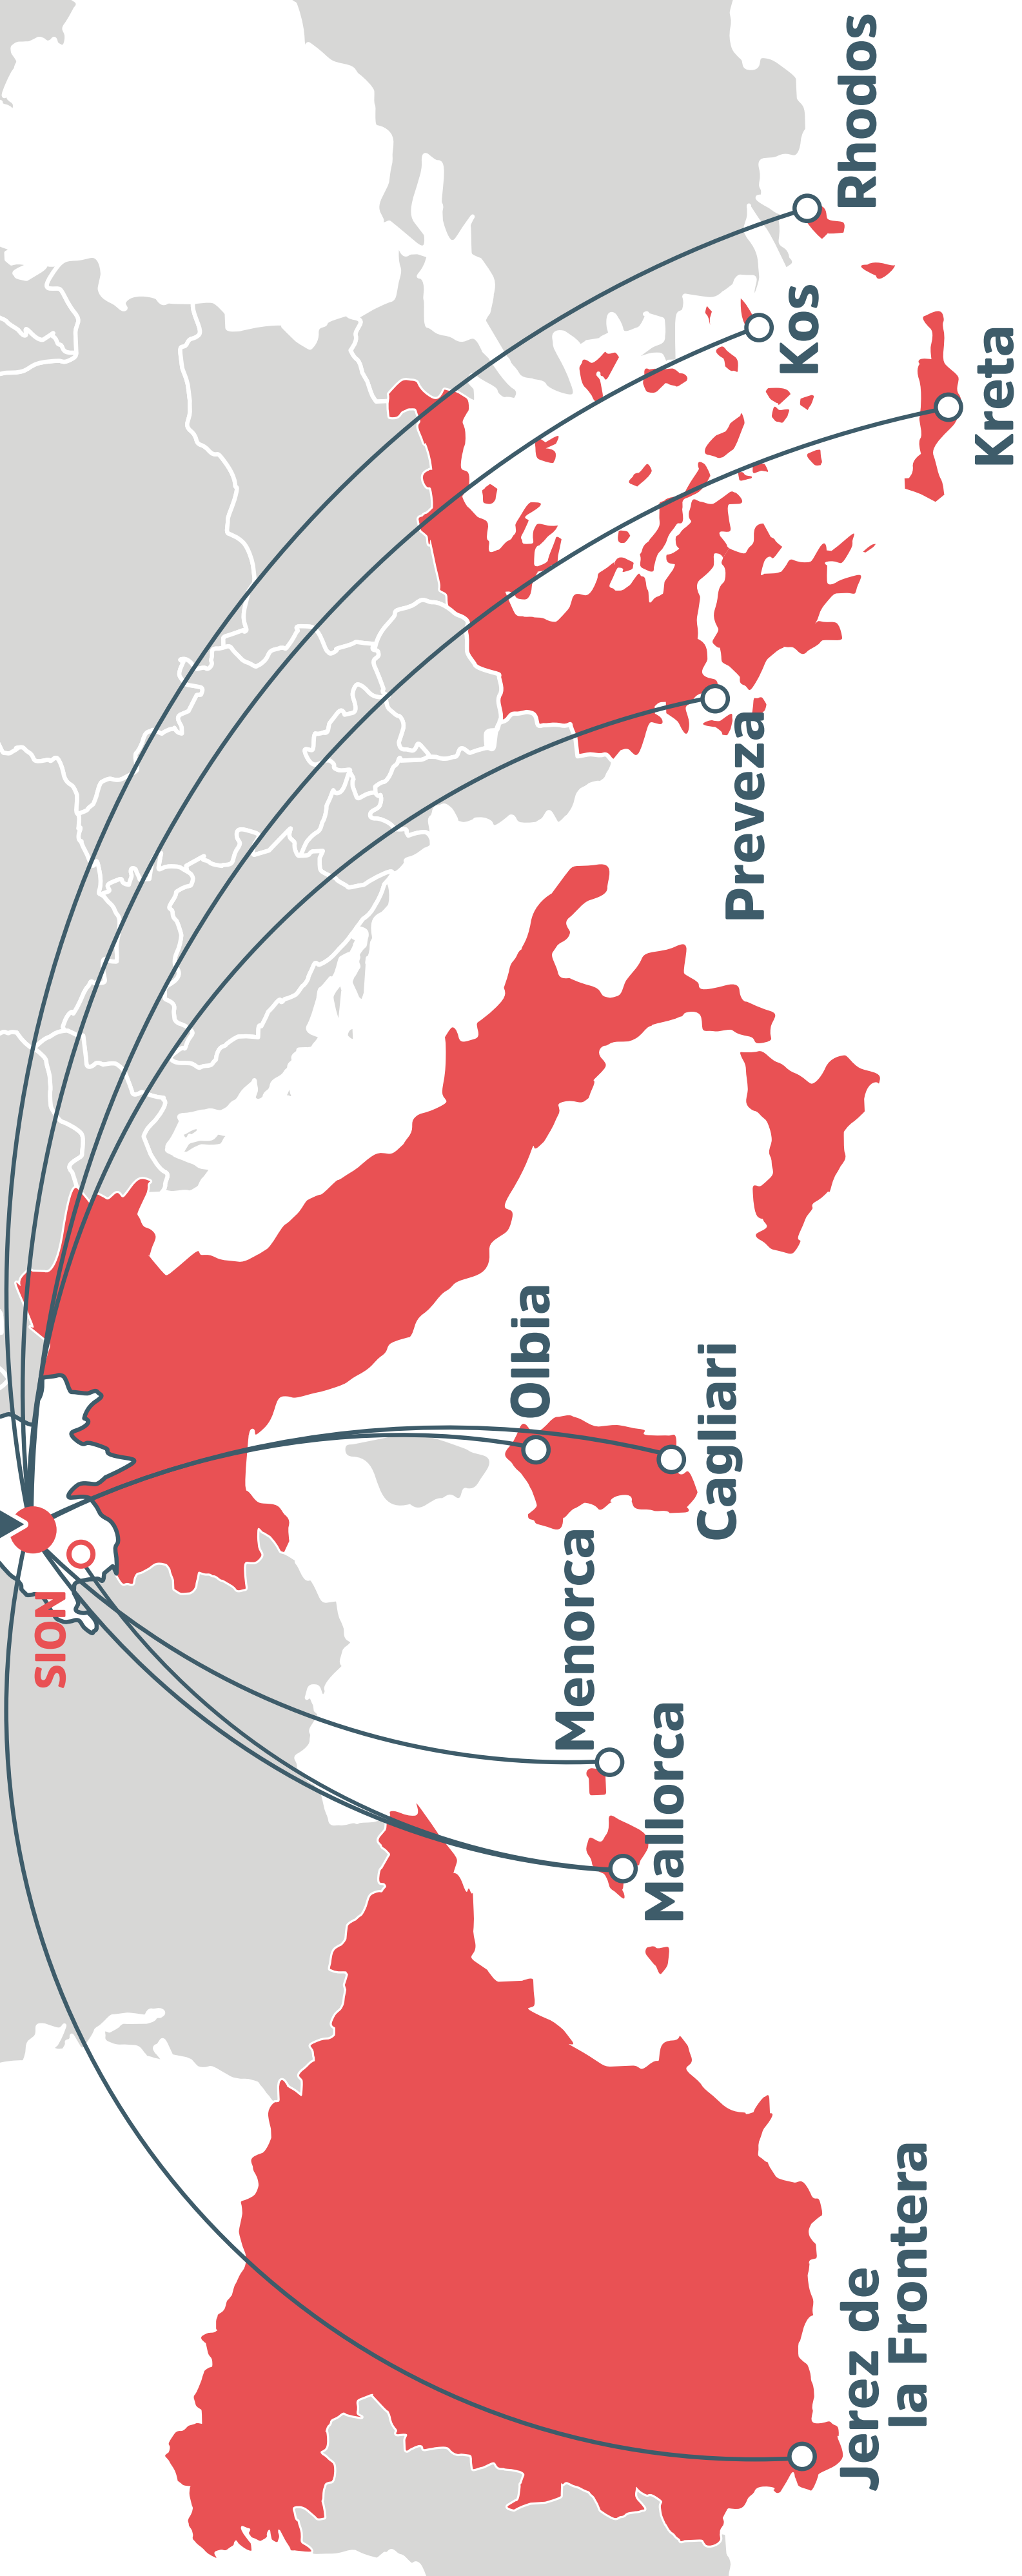 SION
Jerez de
la Frontera
Mallorca
Menorca
Olbia
Cagliari
Preveza
Kos
Kreta
Rhodos